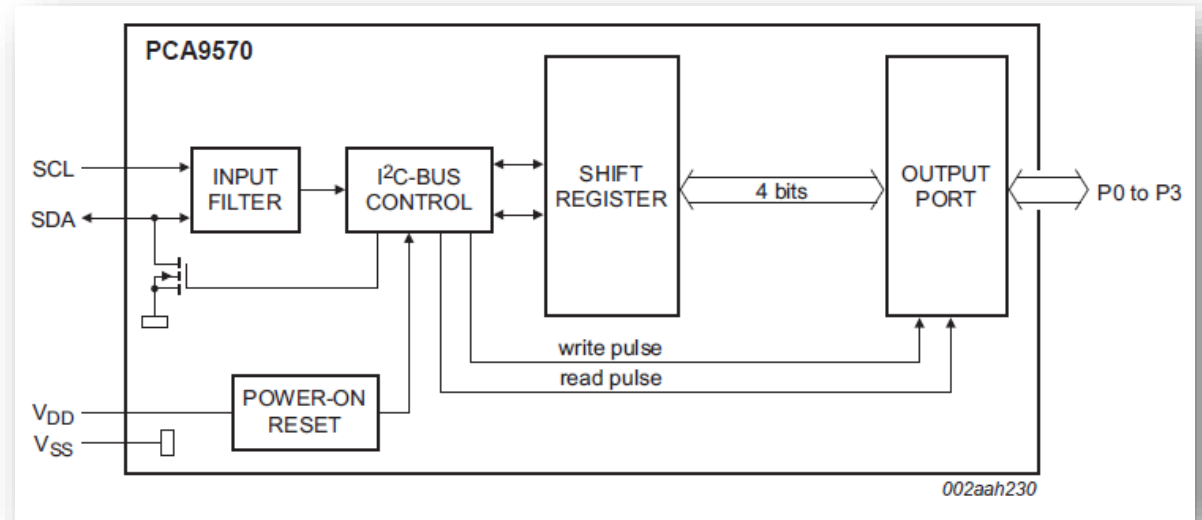 PCA9570
SCL
SDA
INPUT
FILTER
I²C-BUS
CONTROL
SHIFT
REGISTER
4 bits
OUTPUT
PORT
P0 to P3
write pulse
read pulse
POWER-ON
RESET
VDD
VSS
002aah230